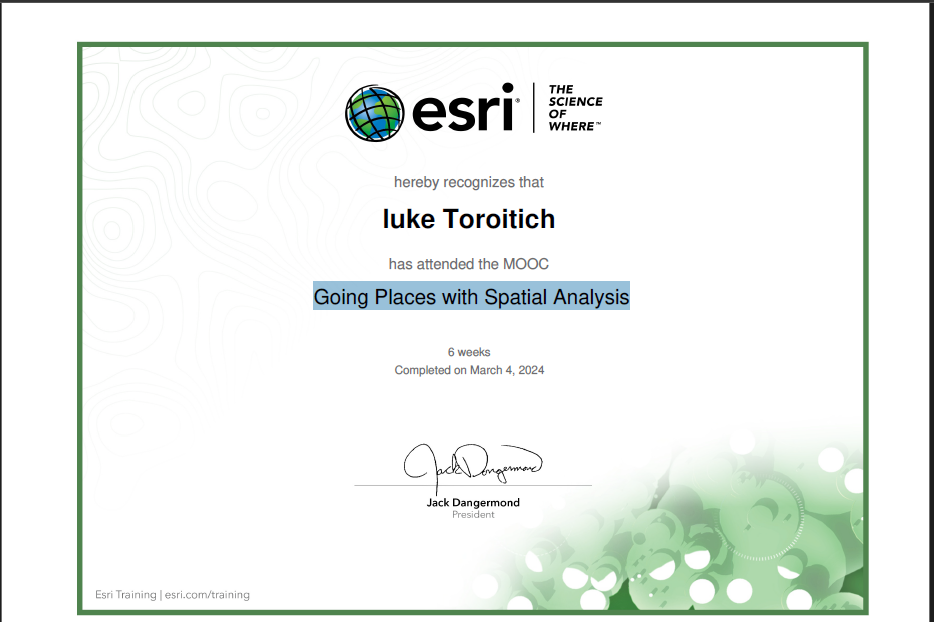 esri®
THE
SCIENCE
OF
WHERE™
hereby recognizes that
luke Toroitich
has attended the MOOC
Going Places with Spatial Analysis
6 weeks
Completed on March 4, 2024
Jack Dangermond
Jack Dangermond
President
Esri Training | esri.com/training